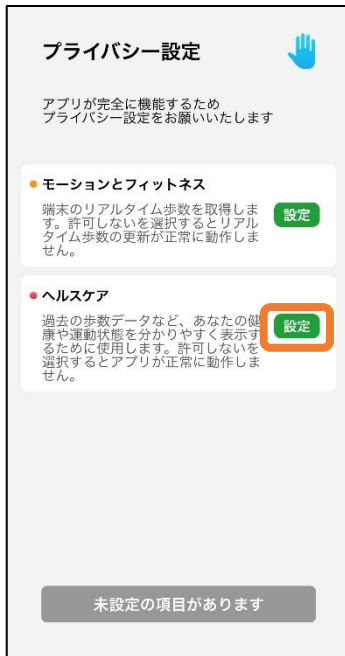 プライバシー設定
アプリが完全に機能するため
プライバシー設定をお願いいたします
モーションとフィットネス
端末のリアルタイム歩数を取得しま
す。許可しないを選択するとリアル
タイム歩数の更新が正常に動作しま
せん。
設定
ヘルスケア
過去の歩数データなど、あなたの健
康や運動状態を分かりやすく表示す
るために使用します。許可しないを
選択するとアプリが正常に動作しま
せん。
設定
未設定の項目があります